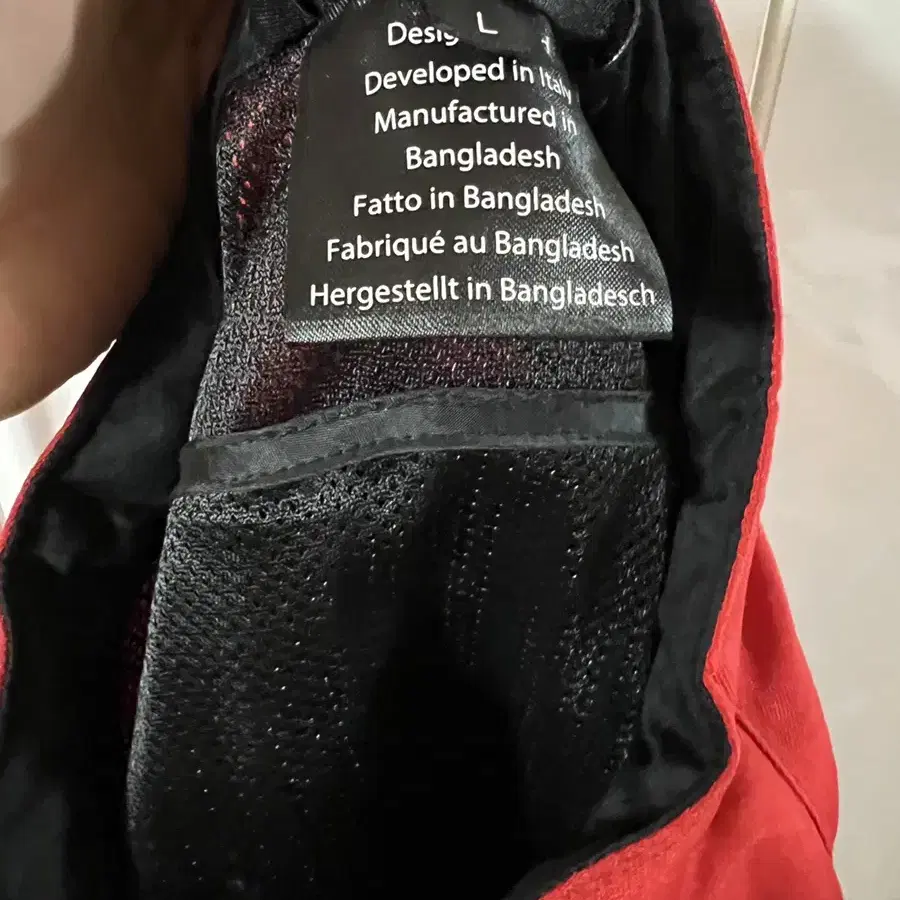 L
Developed in Italy
Manufactured in
Bangladesh
Fatto in Bangladesh
Fabriqué au Bangladesh
Hergestellt in Bangladesch